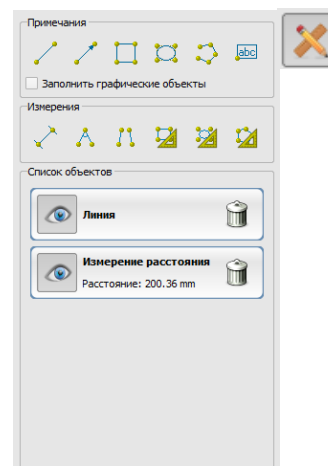 Примечания
abc
Заполнить графические объекты
Измерения
Список объектов
Линия
Измерение расстояния
Расстояние: 200.36 mm